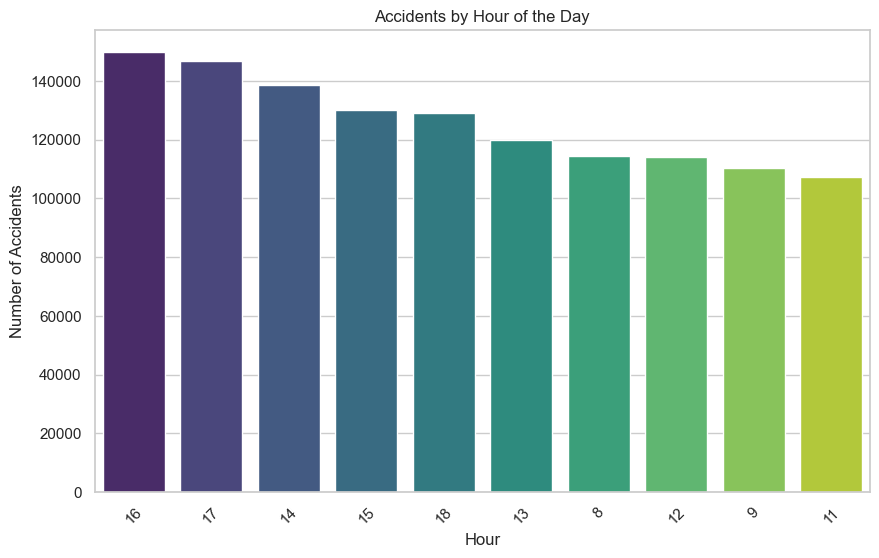 Accidents by Hour of the Day
Number of Accidents
140000
120000
100000
80000
60000
40000
20000
0
16 17 14 15 18 13 8 12 9 11
Hour